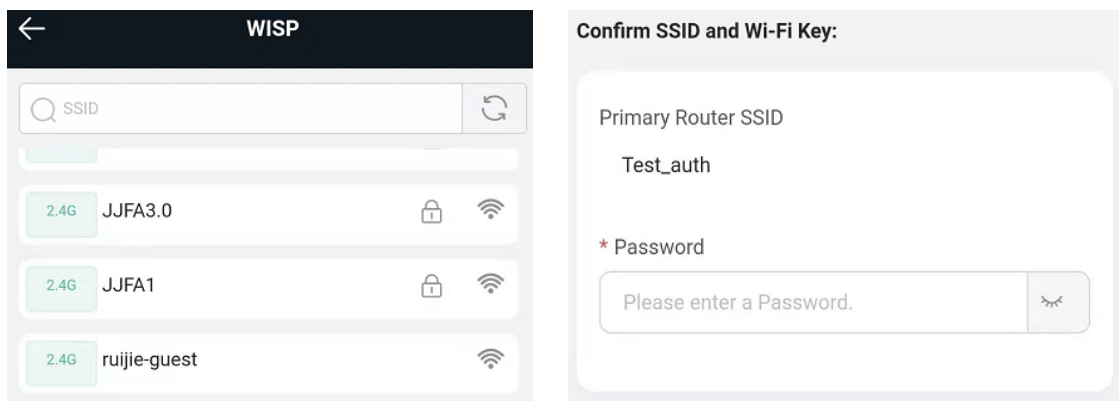 WISP
SSID
2.4G JJFA3.0
2.4G JJFA1
2.4G ruijie-guest
Confirm SSID and Wi-Fi Key:
Primary Router SSID
Test_auth
* Password
Please enter a Password.